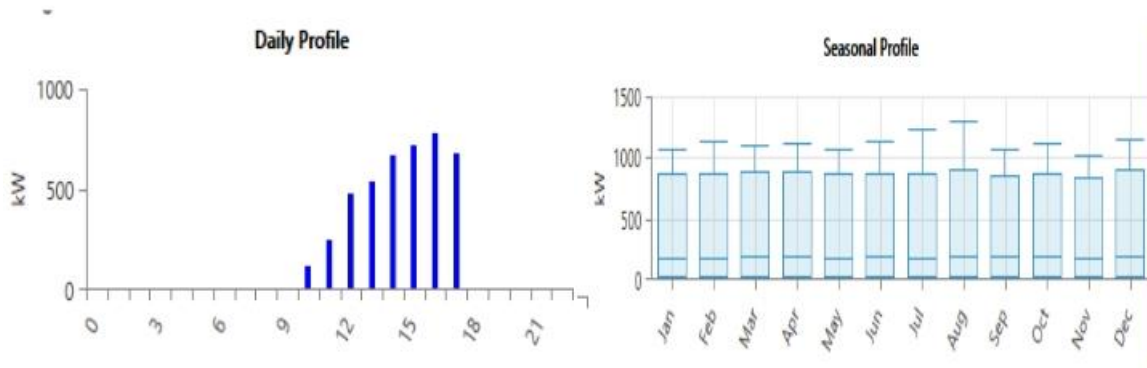 Daily Profile
1000
500
0
kW
0 3 6 9 12 15 18 21
Seasonal Profile
1500
1000
500
0
kW
Jan Feb Mar Apr May Jun Jul Aug Sep Oct Nov Dec